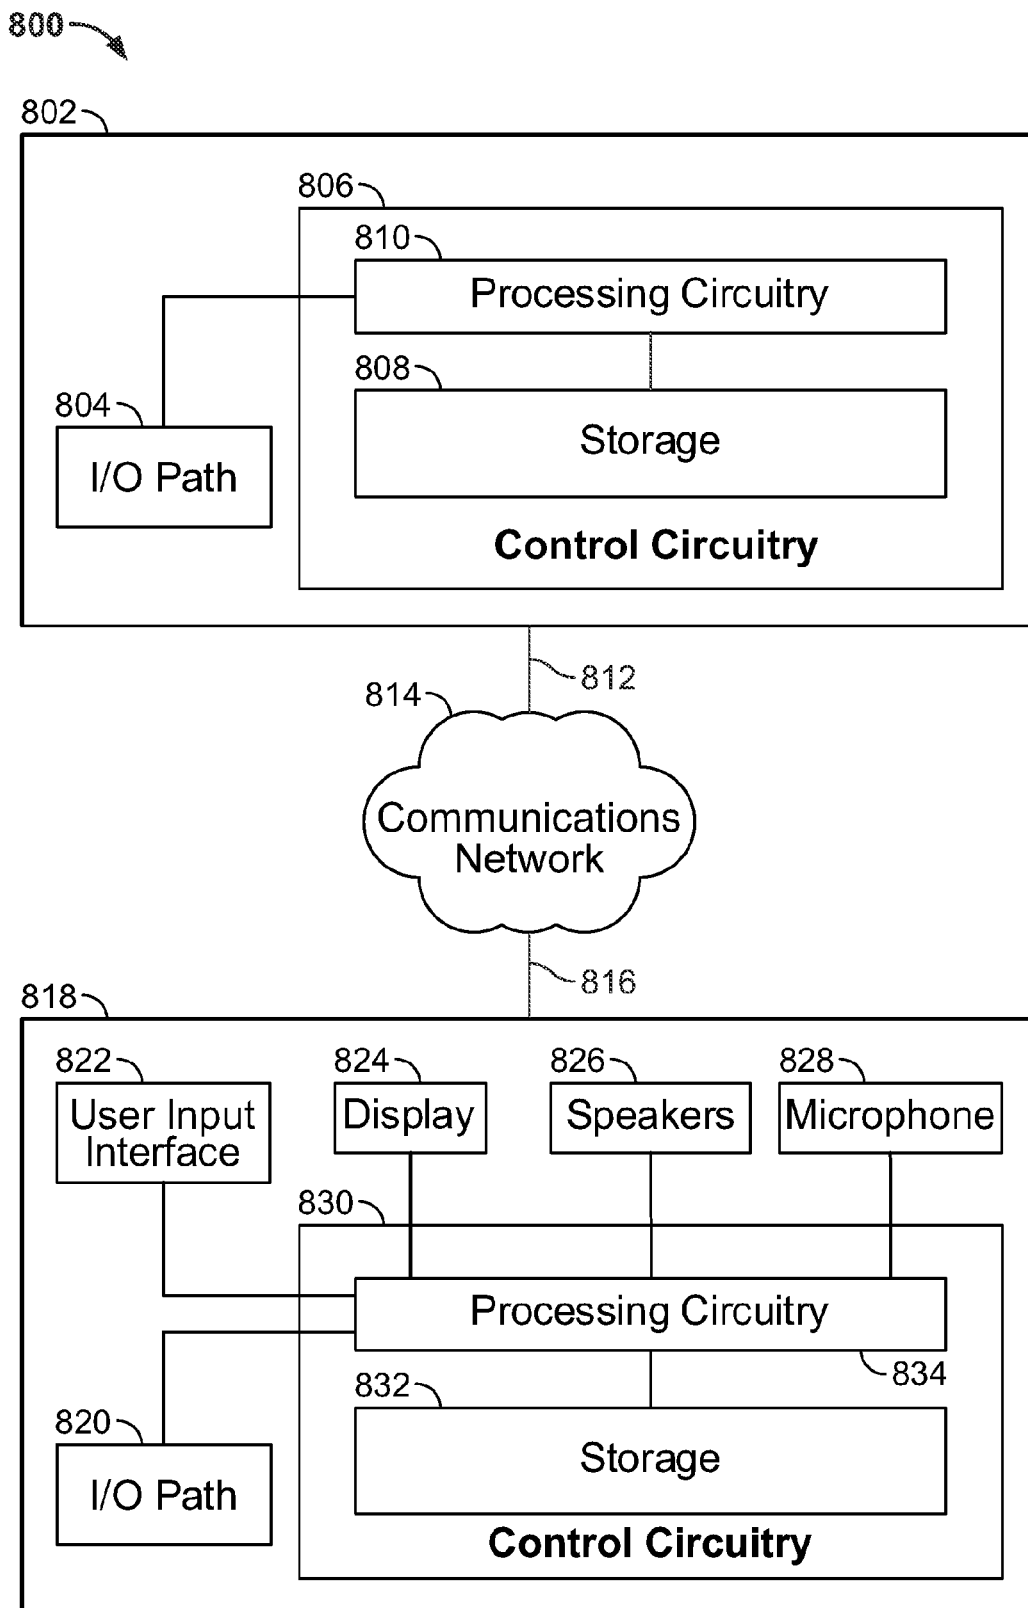 800
802
806
810
Processing Circuitry
808
Storage
804
I/O Path
Control Circuitry
812
814
Communications
Network
816
818
822
User Input
Interface
824
Display
826
Speakers
828
Microphone
830
Processing Circuitry
834
832
Storage
820
I/O Path
Control Circuitry